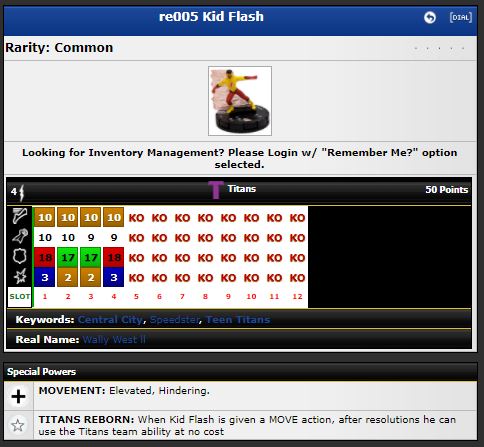 re005 Kid Flash
[DIAL]
Rarity: Common
Looking for Inventory Management? Please Login w/ "Remember Me?" option
selected.
4 T Titans 50 Points
10 10 10 10 KO KO KO KO KO KO KO KO
10 10 9 9 KO KO KO KO KO KO KO KO
18 17 17 18 KO KO KO KO KO KO KO KO
3 2 2 3 KO KO KO KO KO KO KO KO
SLOT 1 2 3 4 5 6 7 8 9 10 11 12
Keywords: Central City, Speedster, Teen Titans
Real Name: Wally West ll
Special Powers
MOVEMENT: Elevated, Hindering.
TITANS REBORN: When Kid Flash is given a MOVE action, after resolutions he can
use the Titans team ability at no cost